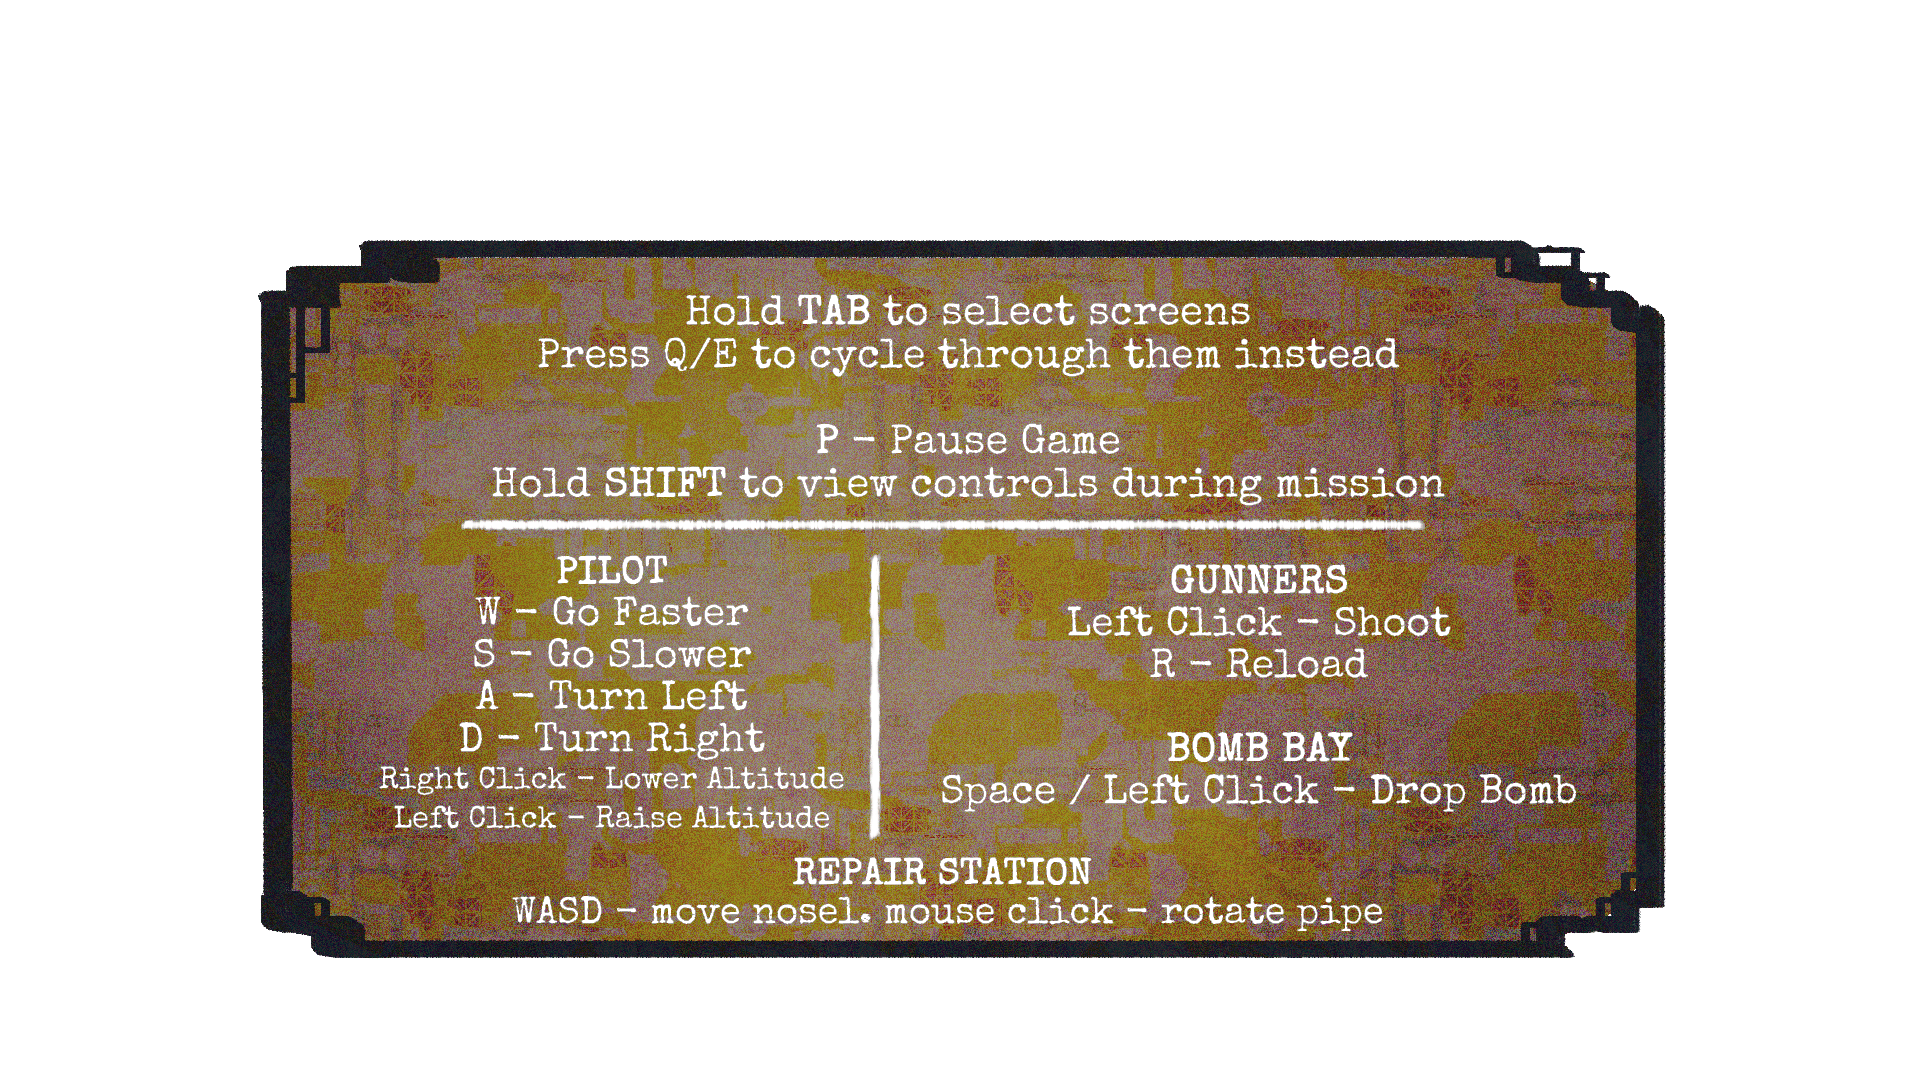 Hold TAB to select screens
Press Q/E to cycle through them instead
P - Pause Game
Hold SHIFT to view controls during mission
PILOT
W - Go Faster
S - Go Slower
A - Turn Left
D - Turn Right
Right Click - Lower Altitude
Left Click - Raise Altitude
GUNNERS
Left Click - Shoot
R - Reload
BOMB BAY
Space / Left Click - Drop Bomb
REPAIR STATION
WASD - move nosel. mouse click - rotate pipe